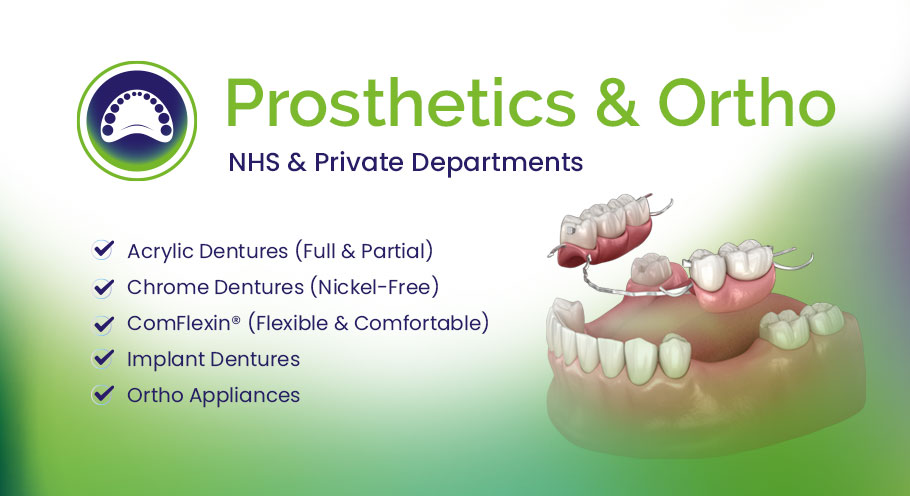 Prosthetics & Ortho
NHS & Private Departments
Acrylic Dentures (Full & Partial)
Chrome Dentures (Nickel-Free)
ComFlexin® (Flexible & Comfortable)
Implant Dentures
Ortho Appliances